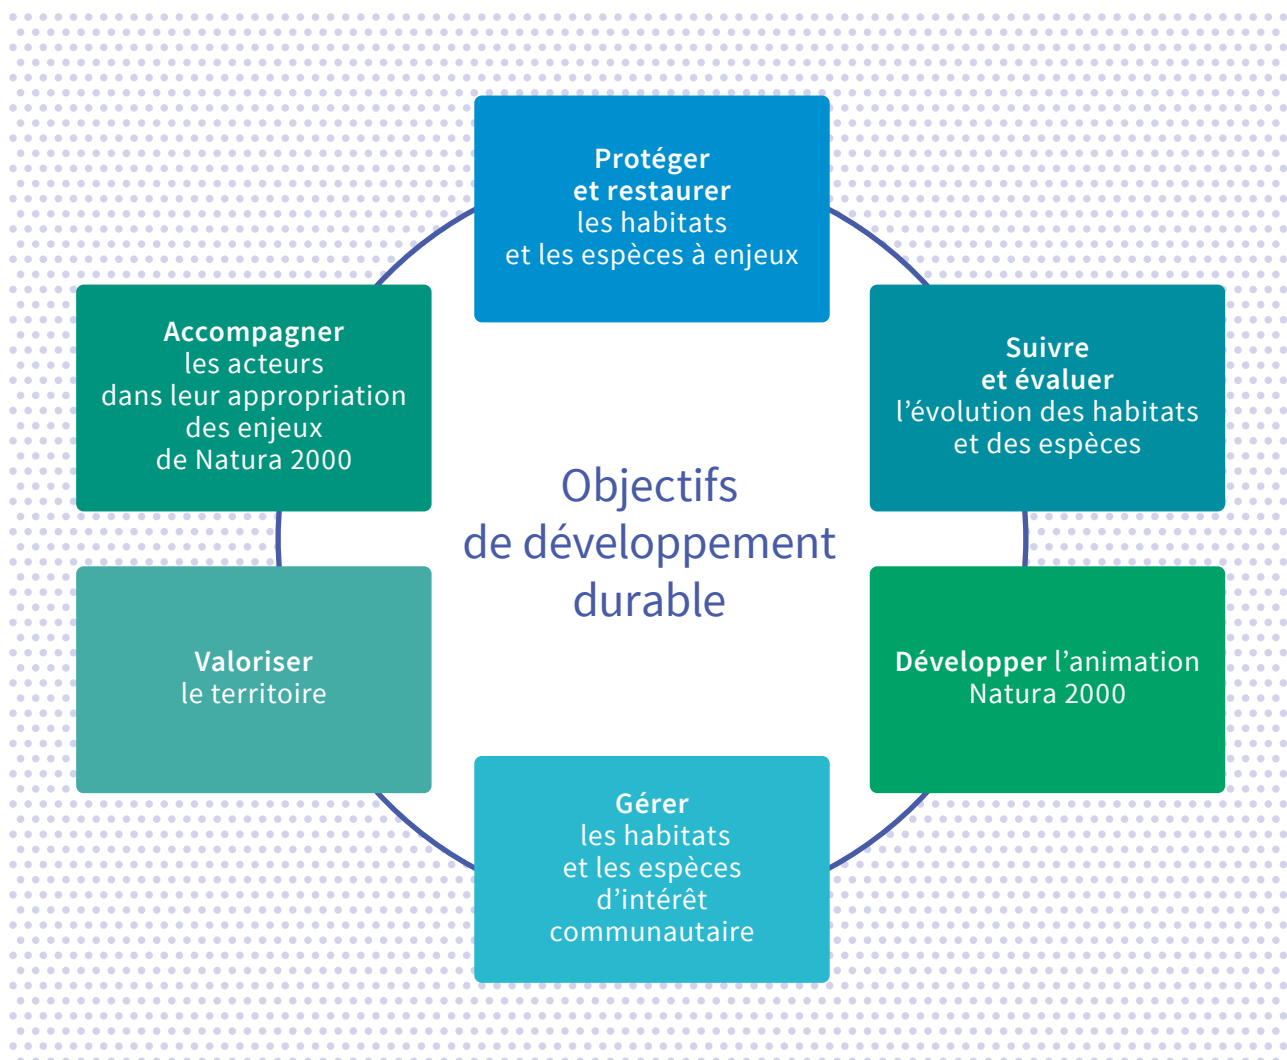 Protéger
et restaurer
les habitats
et les espèces à enjeux
Accompagner
les acteurs
dans leur appropriation
des enjeux
de Natura 2000
Suivre
et évaluer
l’évolution des habitats
et des espèces
Objectifs
de développement
durable
Valoriser
le territoire
Développer l’animation
Natura 2000
Gérer
les habitats
et les espèces
d’intérêt
communautaire